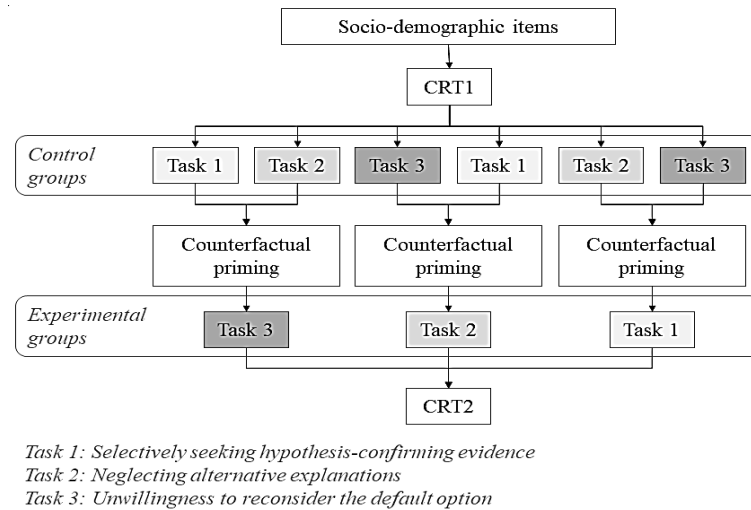 Socio-demographic items
CRT1
Control
groups
Task 1 Task 2 Task 3 Task 1 Task 2 Task 3
Counterfactual Counterfactual Counterfactual
priming priming priming
Experimental
groups
Task 3 Task 2 Task 1
CRT2
Task 1: Selectively seeking hypothesis-confirming evidence
Task 2: Neglecting alternative explanations
Task 3: Unwillingness to reconsider the default option